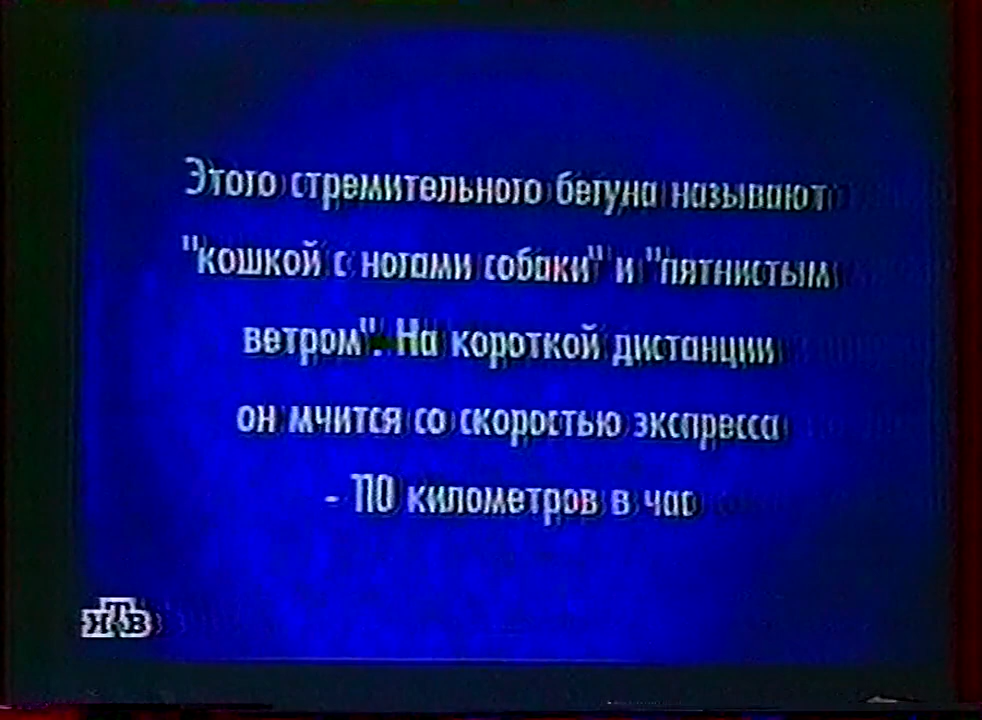 Этого стремительного бегуна называют
"кошкой с ногами собаки" и "пятнистым
ветром". На короткой дистанции
он мчится со скоростью экспресса
- 110 километров в час
НТВ